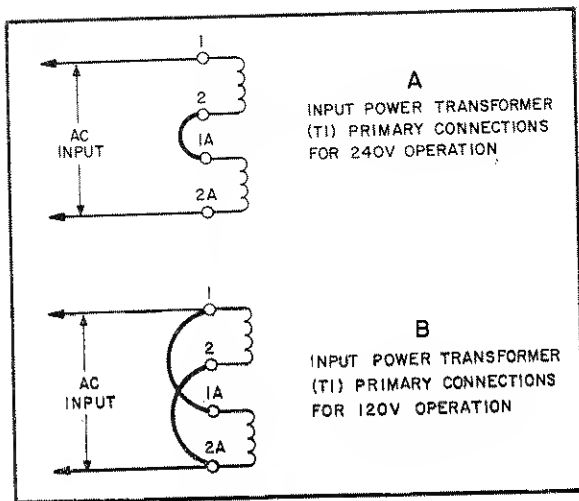 1
2
1A
2A
AC
INPUT
A
INPUT POWER TRANSFORMER
(T1) PRIMARY CONNECTIONS
FOR 240V OPERATION
1
2
1A
2A
AC
INPUT
B
INPUT POWER TRANSFORMER
(T1) PRIMARY CONNECTIONS
FOR 120V OPERATION